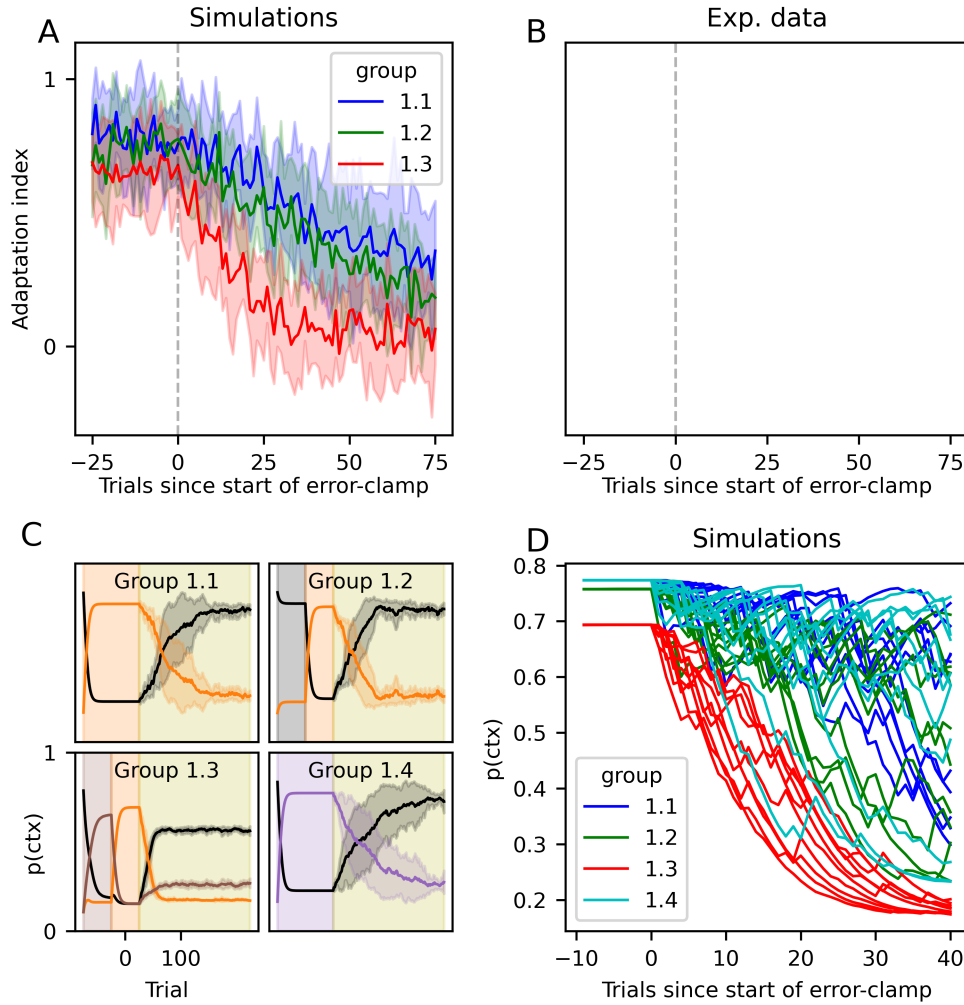 A
Simulations
group
1.1
1.2
1.3
1
0
Adaptation index
−25
0
25
50
75
Trials since start of error-clamp
B
Exp. data
−25
0
25
50
75
Trials since start of error-clamp
C
Group 1.1
Group 1.2
Group 1.3
Group 1.4
1
0
p(ctx)
0
100
Trial
D
Simulations
0.8
0.7
0.6
0.5
0.4
0.3
0.2
p(ctx)
group
1.1
1.2
1.3
1.4
−10
0
10
20
30
40
Trials since start of error-clamp